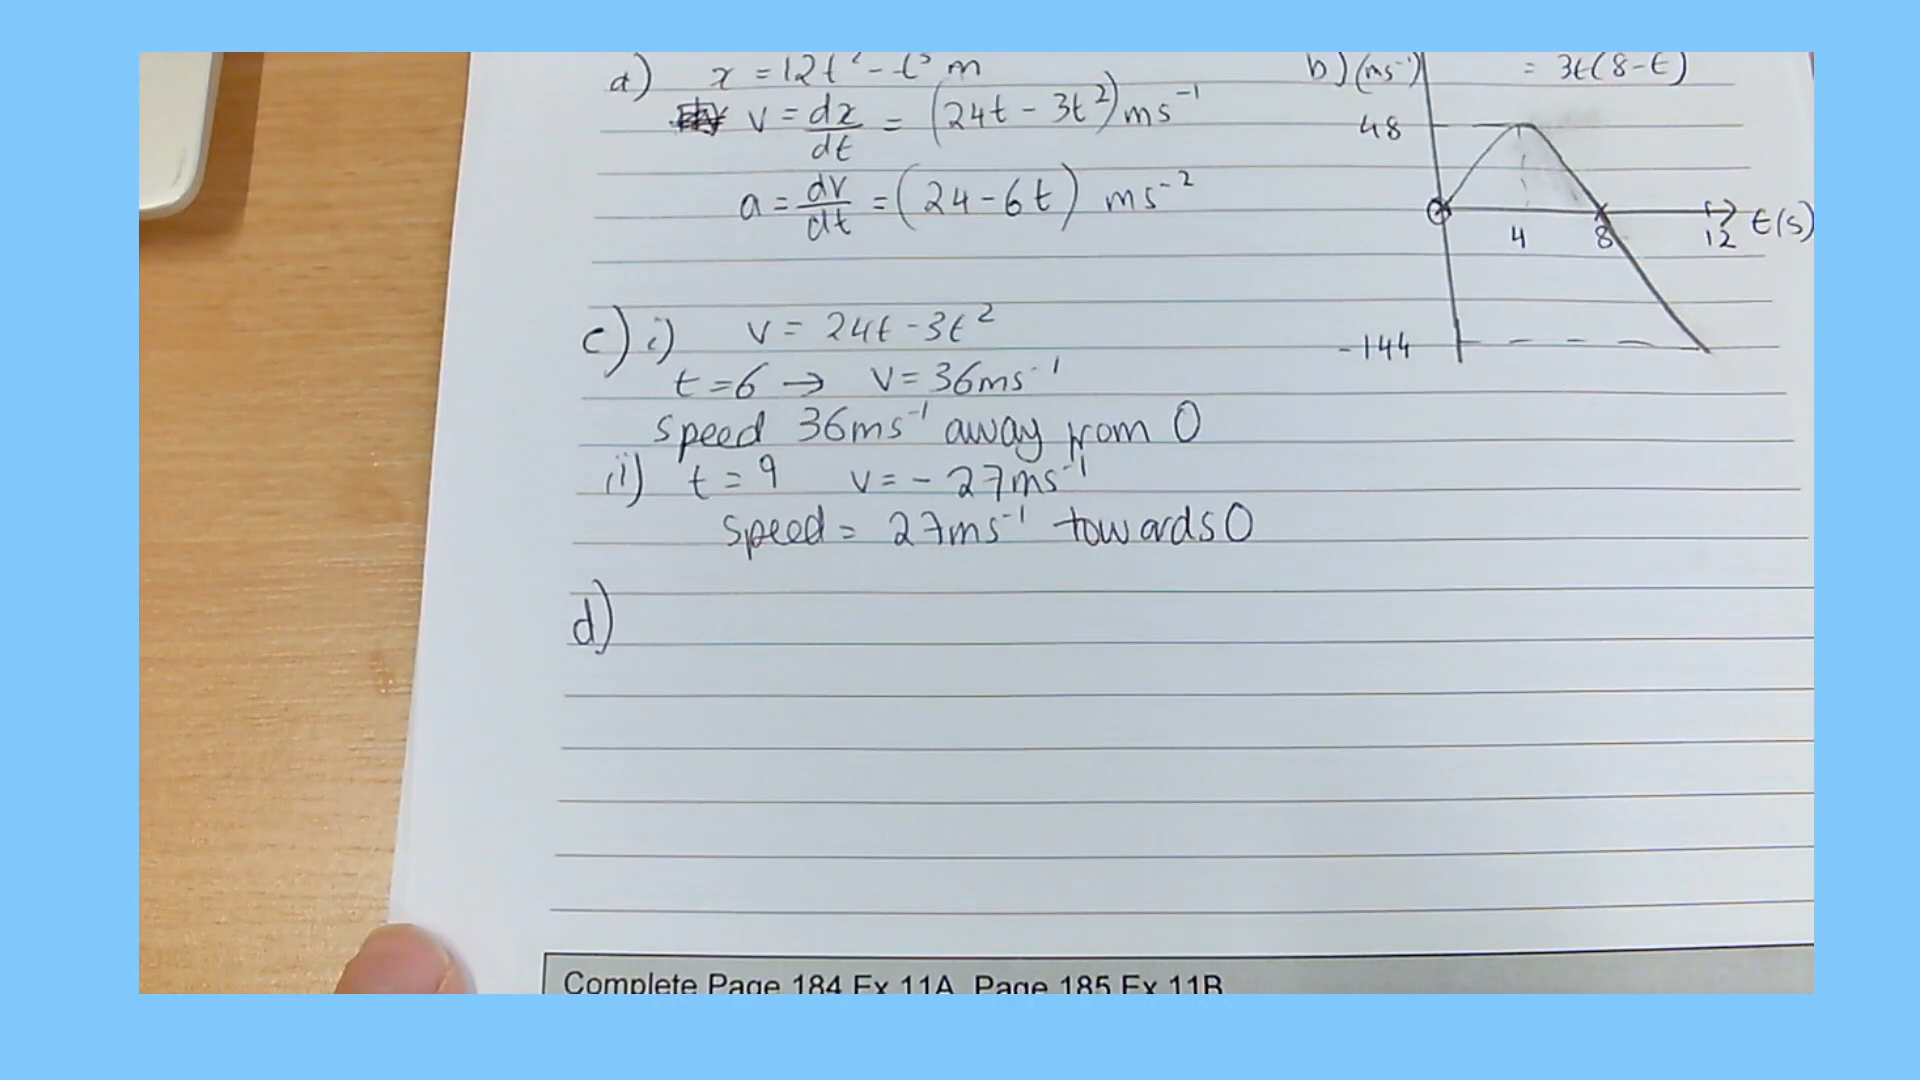 a) x = 12t² - t³ m
v = dx/dt = (24t - 3t²) ms⁻¹
a = dv/dt = (24 - 6t) ms⁻²
b) (ms⁻¹) = 3t(8-t)
48
4 8 12 t(s)
-144
c) i) v = 24t - 3t²
t = 6 → v = 36ms⁻¹
speed 36ms⁻¹ away from O
ii) t = 9 v = - 27ms⁻¹
speed = 27ms⁻¹ towards O
d)
Complete Page 184 Ex 11A, Page 185 Ex 11B